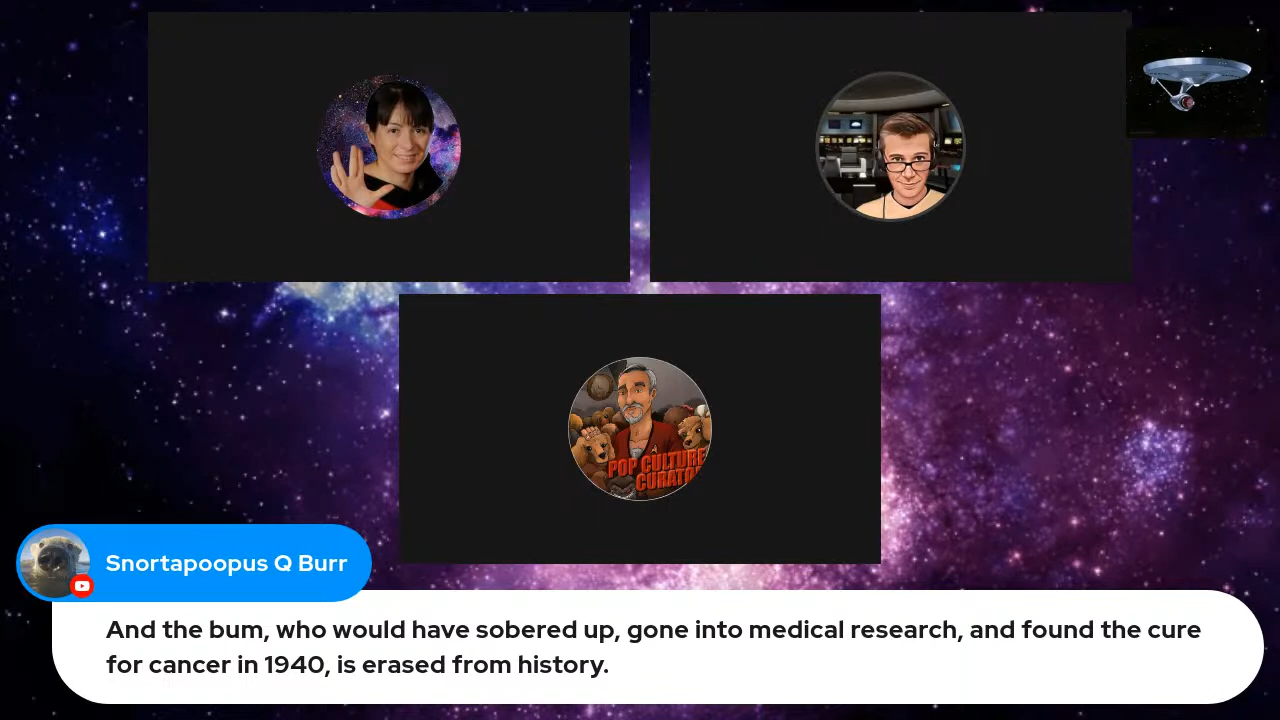 POP CULTURE
Snortapoopus Q Burr
And the bum, who would have sobered up, gone into medical research, and found the cure
for cancer in 1940, is erased from history.